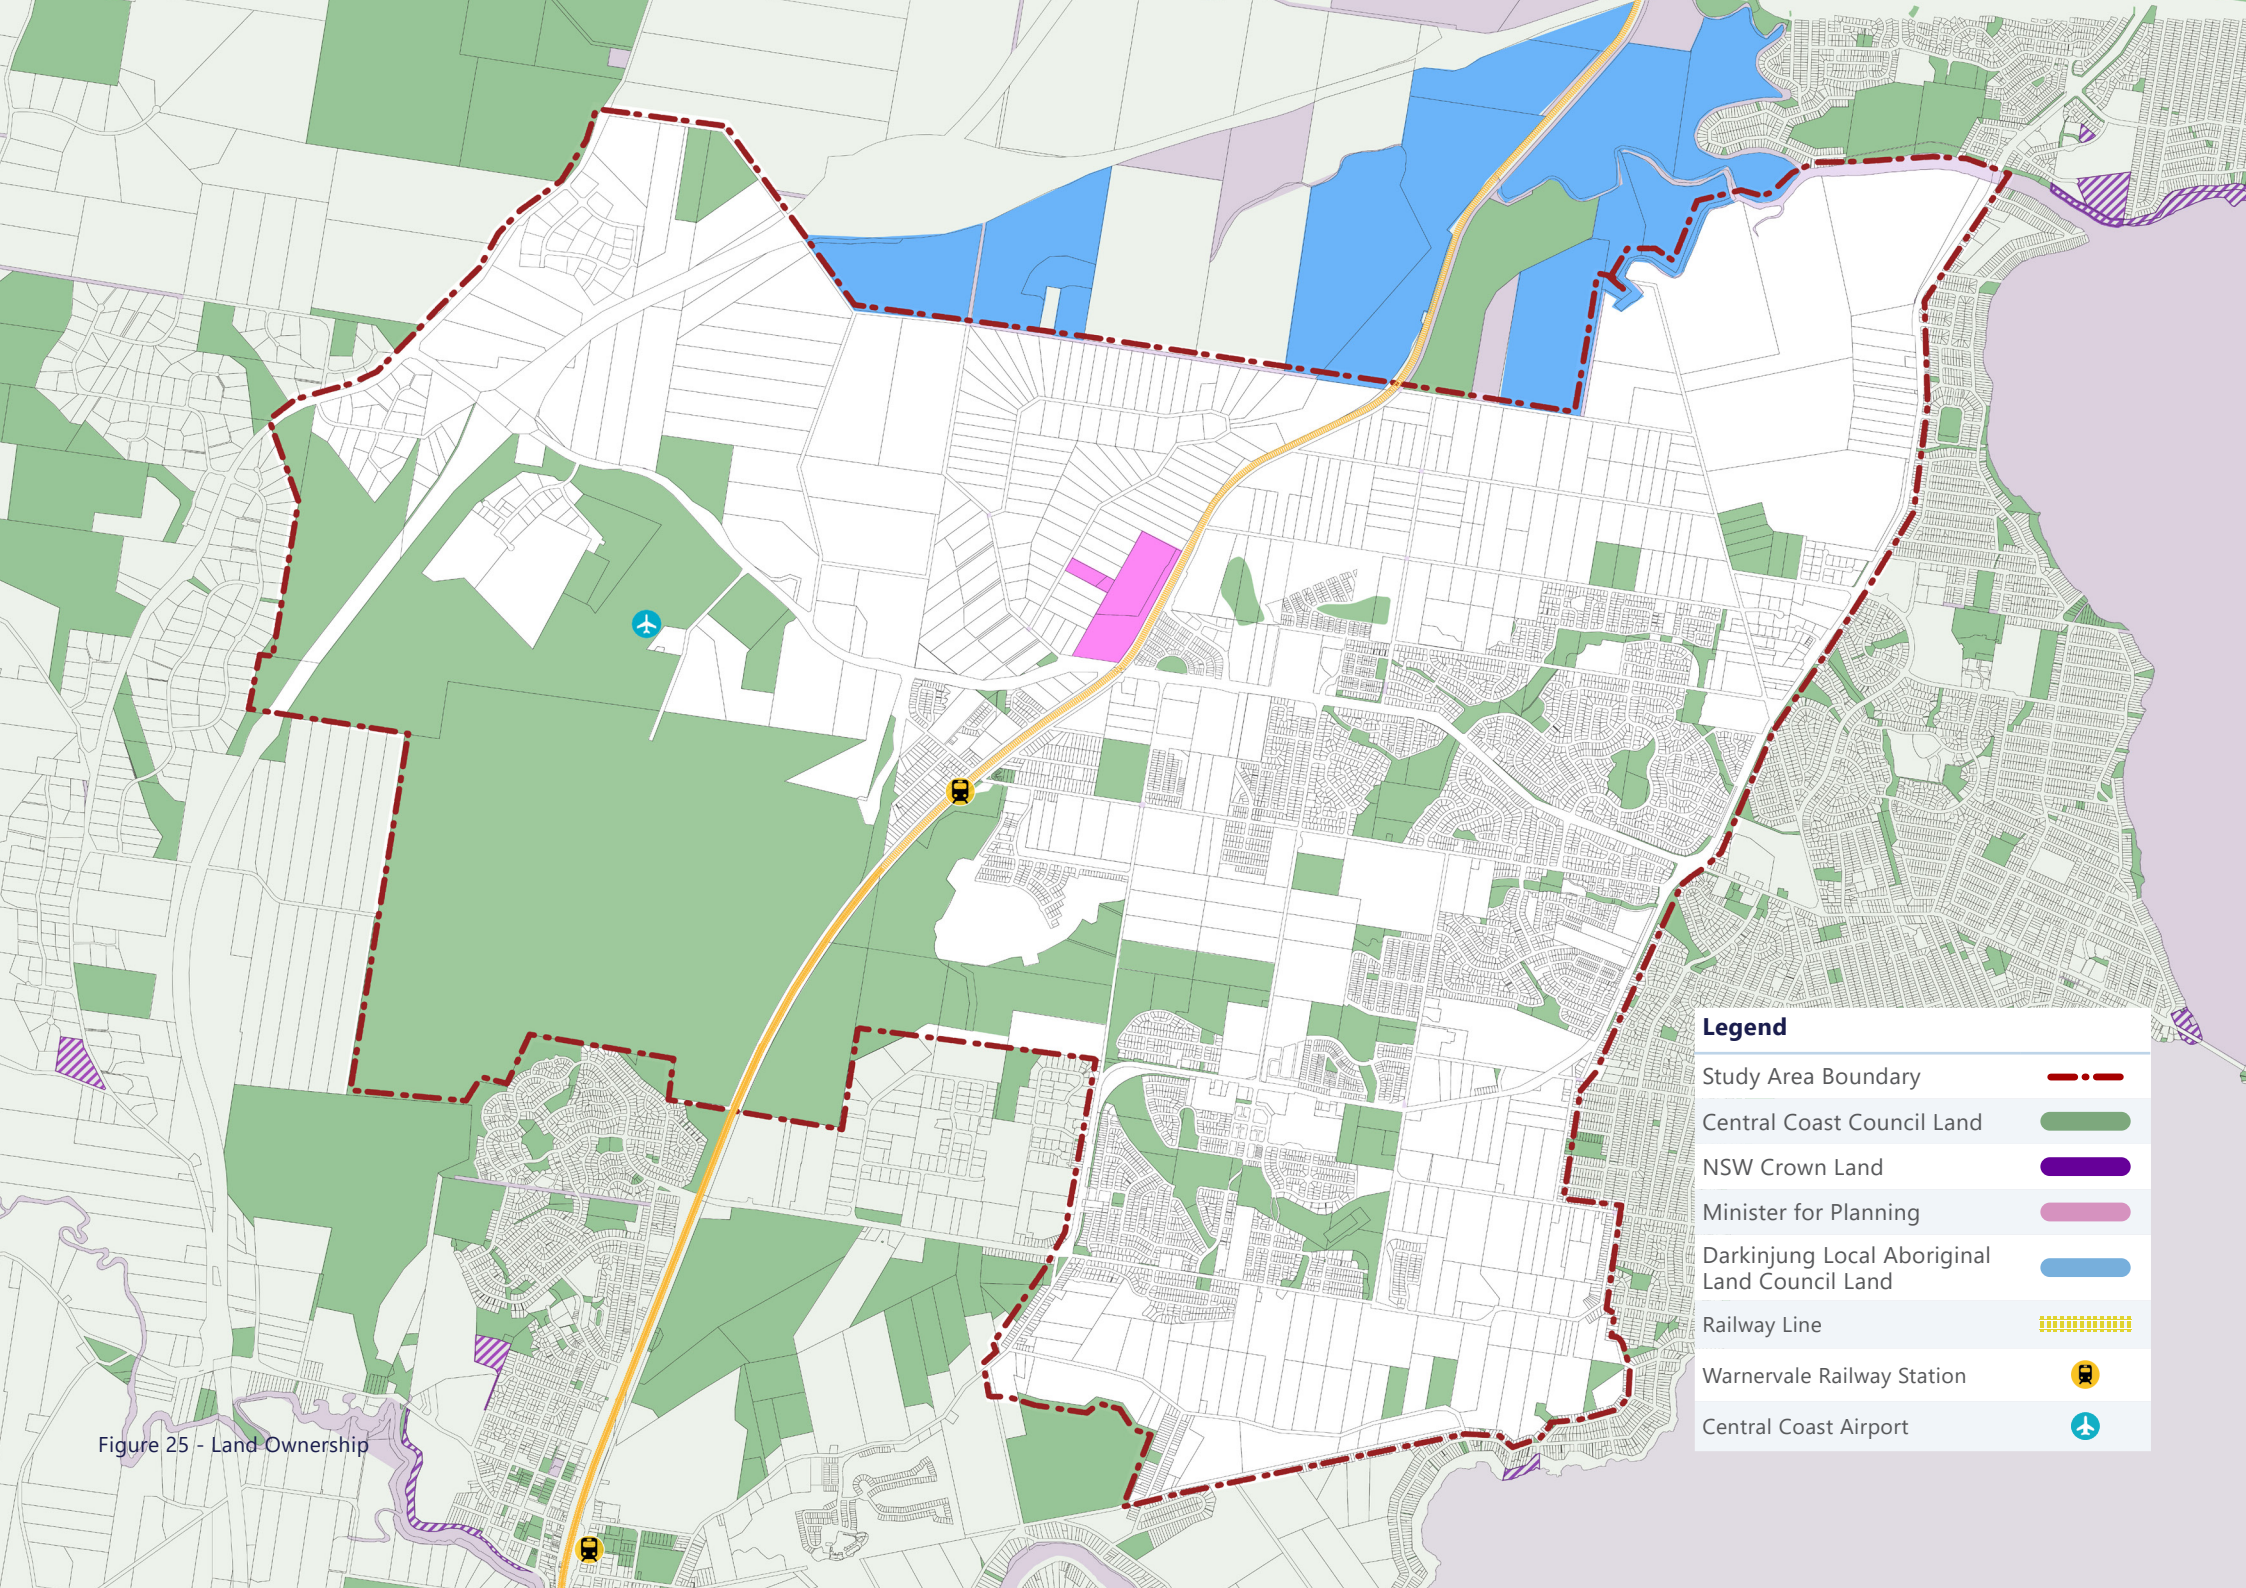 Legend
Study Area Boundary
Central Coast Council Land
NSW Crown Land
Minister for Planning
Darkinjung Local Aboriginal
Land Council Land
Railway Line
Warnervale Railway Station
Central Coast Airport
Figure 25 - Land Ownership